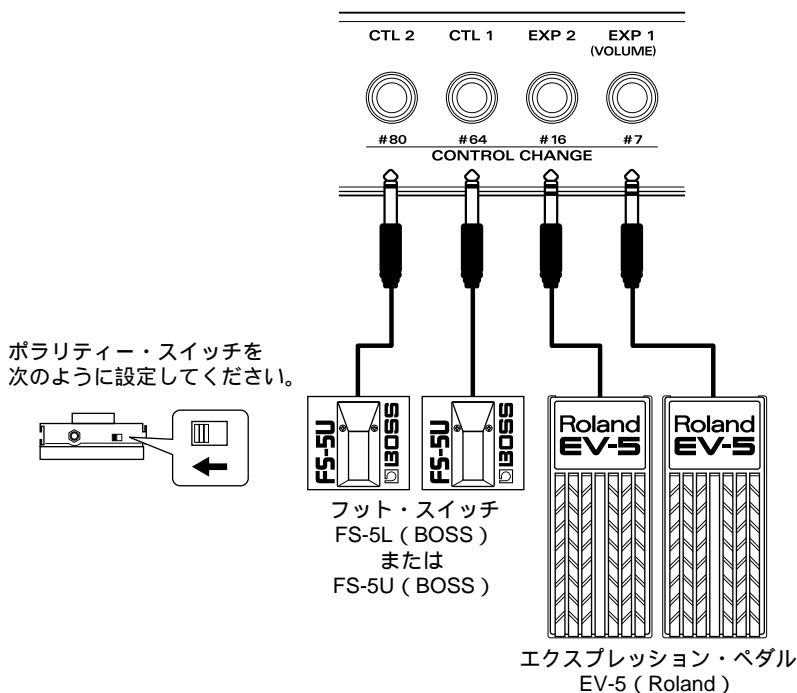 CTL 2 CTL 1 EXP 2 EXP 1
(VOLUME)
#80 #64 #16 #7
CONTROL CHANGE
ポラリティー・スイッチを
次のように設定してください。
FS-5U BOSS FS-5U BOSS
Roland Roland
EV-5 EV-5
フット・スイッチ
FS-5L ( BOSS )
または
FS-5U ( BOSS )
エクスプレッション・ペダル
EV-5 ( Roland )